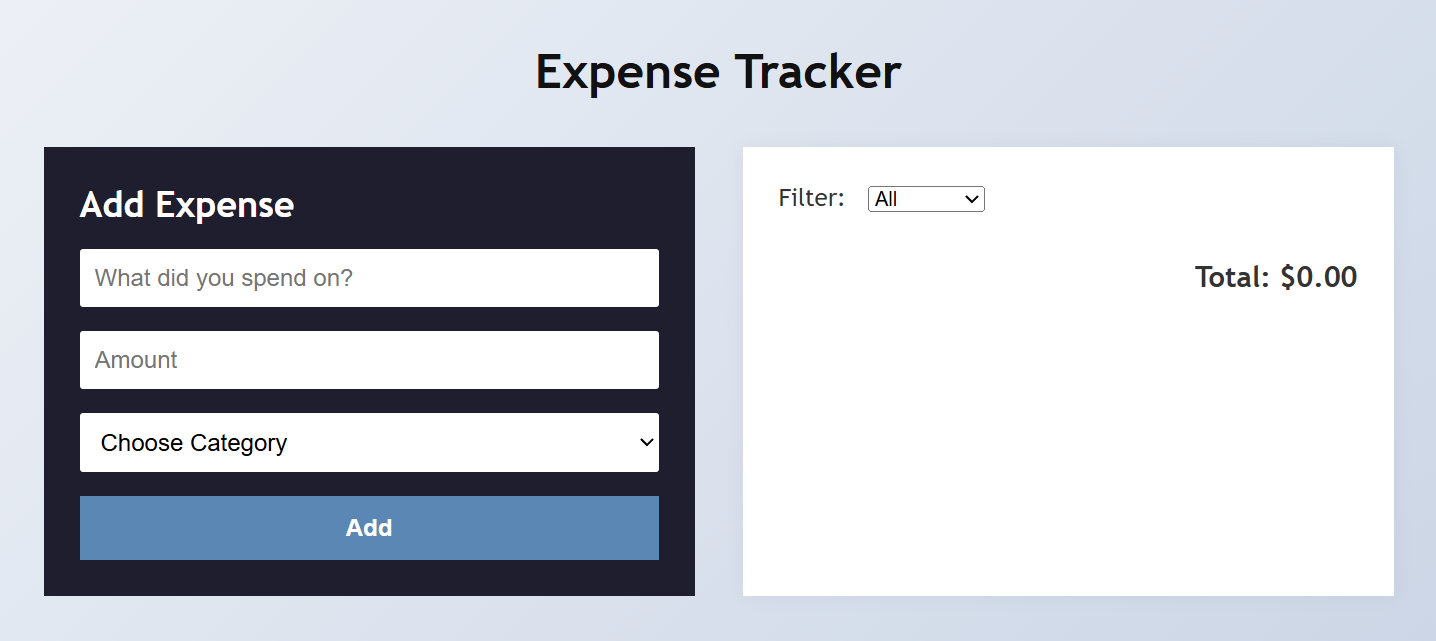 Expense Tracker
Add Expense
What did you spend on?
Amount
Choose Category
Add
Filter: All
Total: $0.00